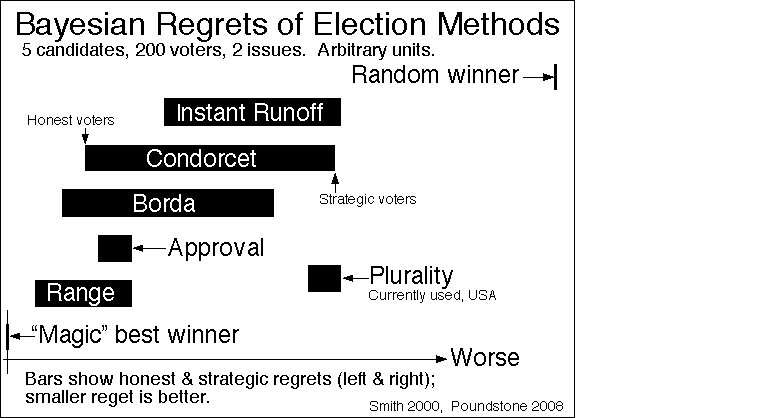 Bayesian Regrets of Election Methods
5 candidates, 200 voters, 2 issues. Arbitrary units.
Random winner
Instant Runoff
Honest voters
Condorcet
Strategic voters
Borda
Approval
Plurality
Currently used, USA
Range
“Magic” best winner
Worse
Bars show honest & strategic regrets (left & right);
smaller reget is better.
Smith 2000, Poundstone 2008